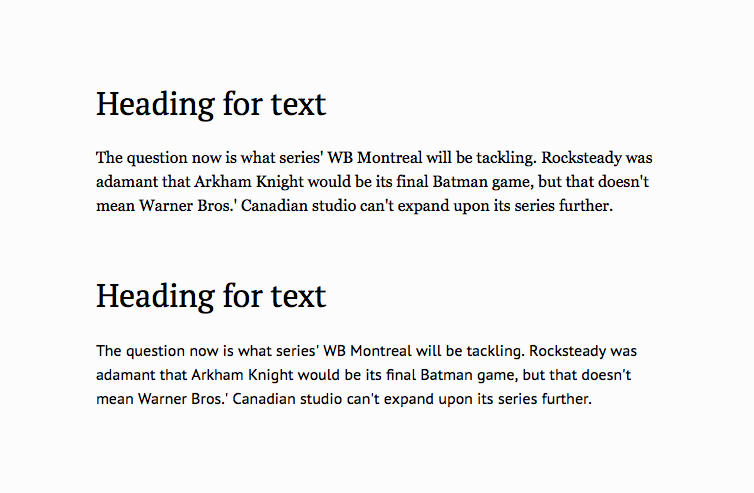 Heading for text
The question now is what series' WB Montreal will be tackling. Rocksteady was
adamant that Arkham Knight would be its final Batman game, but that doesn't
mean Warner Bros.' Canadian studio can't expand upon its series further.
Heading for text
The question now is what series' WB Montreal will be tackling. Rocksteady was
adamant that Arkham Knight would be its final Batman game, but that doesn't
mean Warner Bros.' Canadian studio can't expand upon its series further.